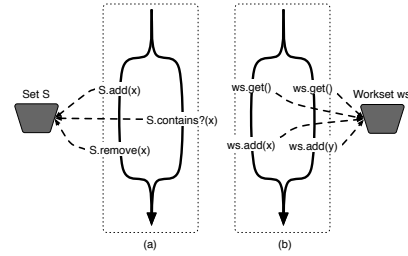 Set S
S.add(x)
S.contains?(x)
S.remove(x)
(a)
ws.get()
ws.get()
Workset ws
ws.add(x)
ws.add(y)
(b)